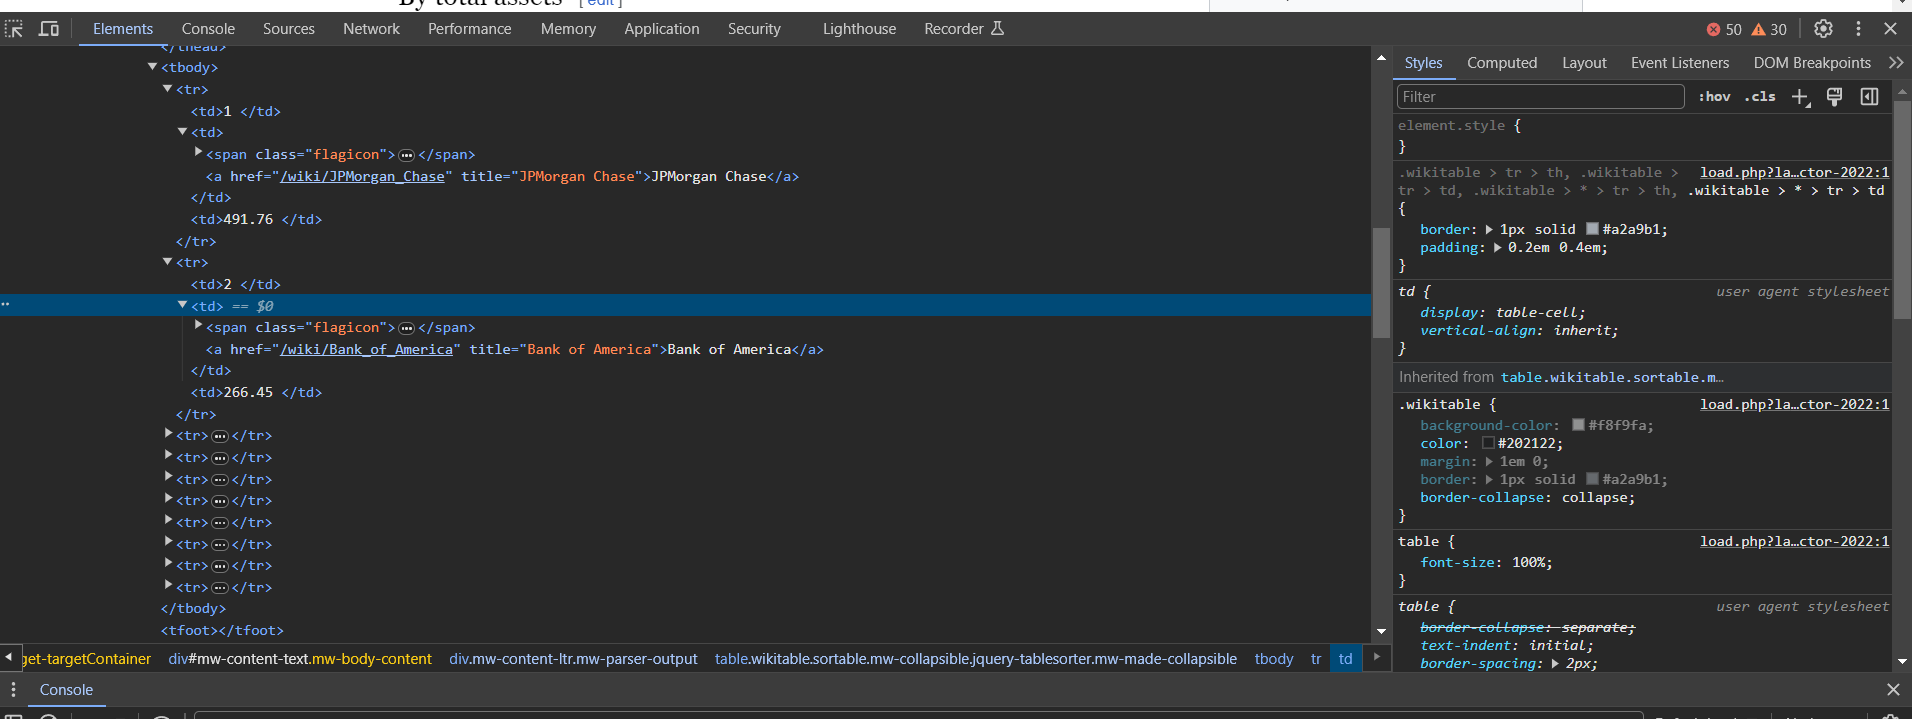 By total assets [ edit ]
Elements Console Sources Network Performance Memory Application Security Lighthouse Recorder 50 30
</thead>
<tbody>
<tr>
<td>1 </td>
<td>
<span class="flagicon">…</span>
<a href="/wiki/JPMorgan_Chase" title="JPMorgan Chase">JPMorgan Chase</a>
</td>
<td>491.76 </td>
</tr>
<tr>
<td>2 </td>
<td> == $0
<span class="flagicon">…</span>
<a href="/wiki/Bank_of_America" title="Bank of America">Bank of America</a>
</td>
<td>266.45 </td>
</tr>
<tr>…</tr>
<tr>…</tr>
<tr>…</tr>
<tr>…</tr>
<tr>…</tr>
<tr>…</tr>
<tr>…</tr>
<tr>…</tr>
</tbody>
<tfoot></tfoot>
get-targetContainer div#mw-content-text.mw-body-content div.mw-content-ltr.mw-parser-output table.wikitable.sortable.mw-collapsible.jquery-tablesorter.mw-made-collapsible tbody tr td
Styles Computed Layout Event Listeners DOM Breakpoints
Filter :hov .cls
element.style {
}
.wikitable > tr > th, .wikitable > load.php?la…ctor-2022:1
tr > td, .wikitable > * > tr > th, .wikitable > * > tr > td
{
border: 1px solid #a2a9b1;
padding: 0.2em 0.4em;
}
td { user agent stylesheet
display: table-cell;
vertical-align: inherit;
}
Inherited from table.wikitable.sortable.m…
.wikitable { load.php?la…ctor-2022:1
background-color: #f8f9fa;
color: #202122;
margin: 1em 0;
border: 1px solid #a2a9b1;
border-collapse: collapse;
}
table { load.php?la…ctor-2022:1
font-size: 100%;
}
table { user agent stylesheet
border-collapse: separate;
text-indent: initial;
border-spacing: 2px;
Console